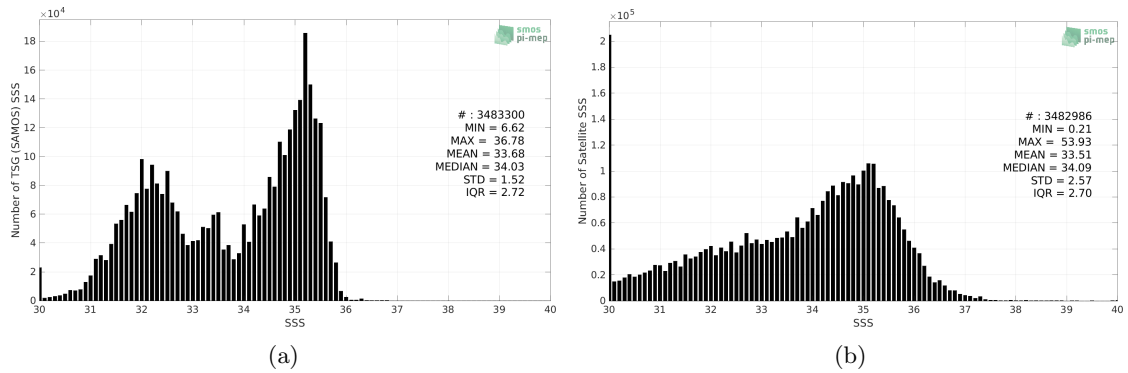 ×10⁴
18
16
14
12
10
8
6
4
2
0
Number of TSG (SAMOS) SSS
30 31 32 33 34 35 36 37 38 39 40
SSS
smos
pi-mep
# : 3483300
MIN = 6.62
MAX = 36.78
MEAN = 33.68
MEDIAN = 34.03
STD = 1.52
IQR = 2.72
(a)
×10⁵
2
1.8
1.6
1.4
1.2
1
0.8
0.6
0.4
0.2
0
Number of Satellite SSS
30 31 32 33 34 35 36 37 38 39 40
SSS
smos
pi-mep
# : 3482986
MIN = 0.21
MAX = 53.93
MEAN = 33.51
MEDIAN = 34.09
STD = 2.57
IQR = 2.70
(b)